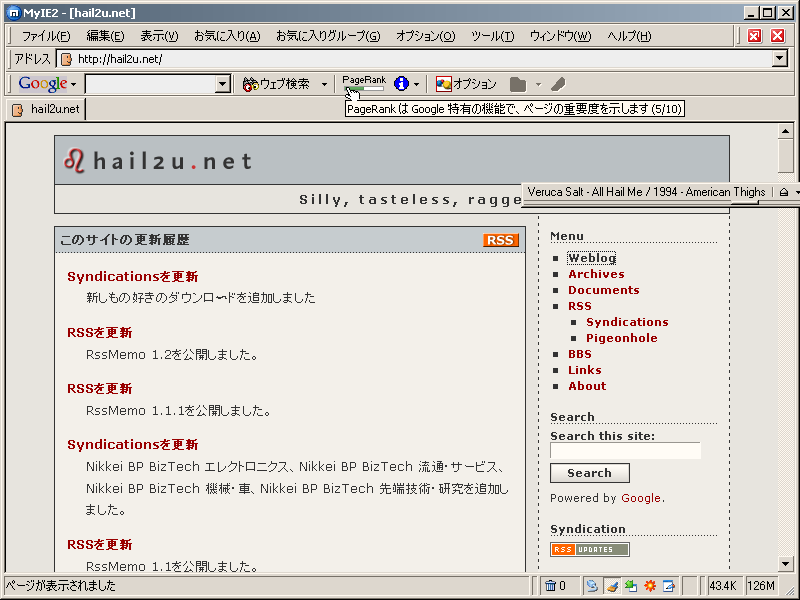 MyIE2 - [hail2u.net]
ファイル(F) 編集(E) 表示(V) お気に入り(A) お気に入りグループ(G) オプション(O) ツール(T) ウィンドウ(W) ヘルプ(H)
アドレス http://hail2u.net/
Google ウェブ検索 PageRank オプション
PageRank は Google 特有の機能で、ページの重要度を示します (5/10)
hail2u.net
hail2u.net
Veruca Salt - All Hail Me / 1994 - American Thighs
Silly, tasteless, ragge
このサイトの更新履歴 RSS
Syndicationsを更新
新しもの好きのダウンロードを追加しました
RSSを更新
RssMemo 1.2を公開しました。
RSSを更新
RssMemo 1.1.1を公開しました。
Syndicationsを更新
Nikkei BP BizTech エレクトロニクス、Nikkei BP BizTech 流通・サービス、
Nikkei BP BizTech 機械・車、Nikkei BP BizTech 先端技術・研究を追加し
ました。
RSSを更新
RssMemo 1.1を公開しました。
Menu
Weblog
Archives
Documents
RSS
Syndications
Pigeonhole
BBS
Links
About
Search
Search this site:
Search
Powered by Google.
Syndication
RSS UPDATES
ページが表示されました 0 43.4K 126M